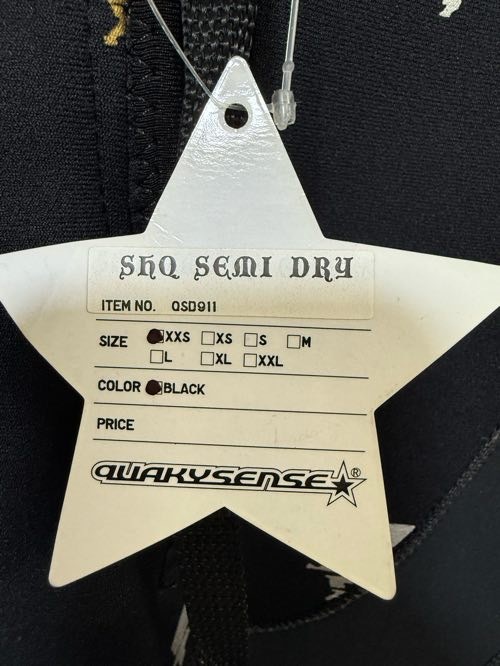 ShQ SEMI DRY
ITEM NO. QSD911
SIZE XXS XS S M
L XL XXL
COLOR BLACK
PRICE
QUAKYSENSE ®